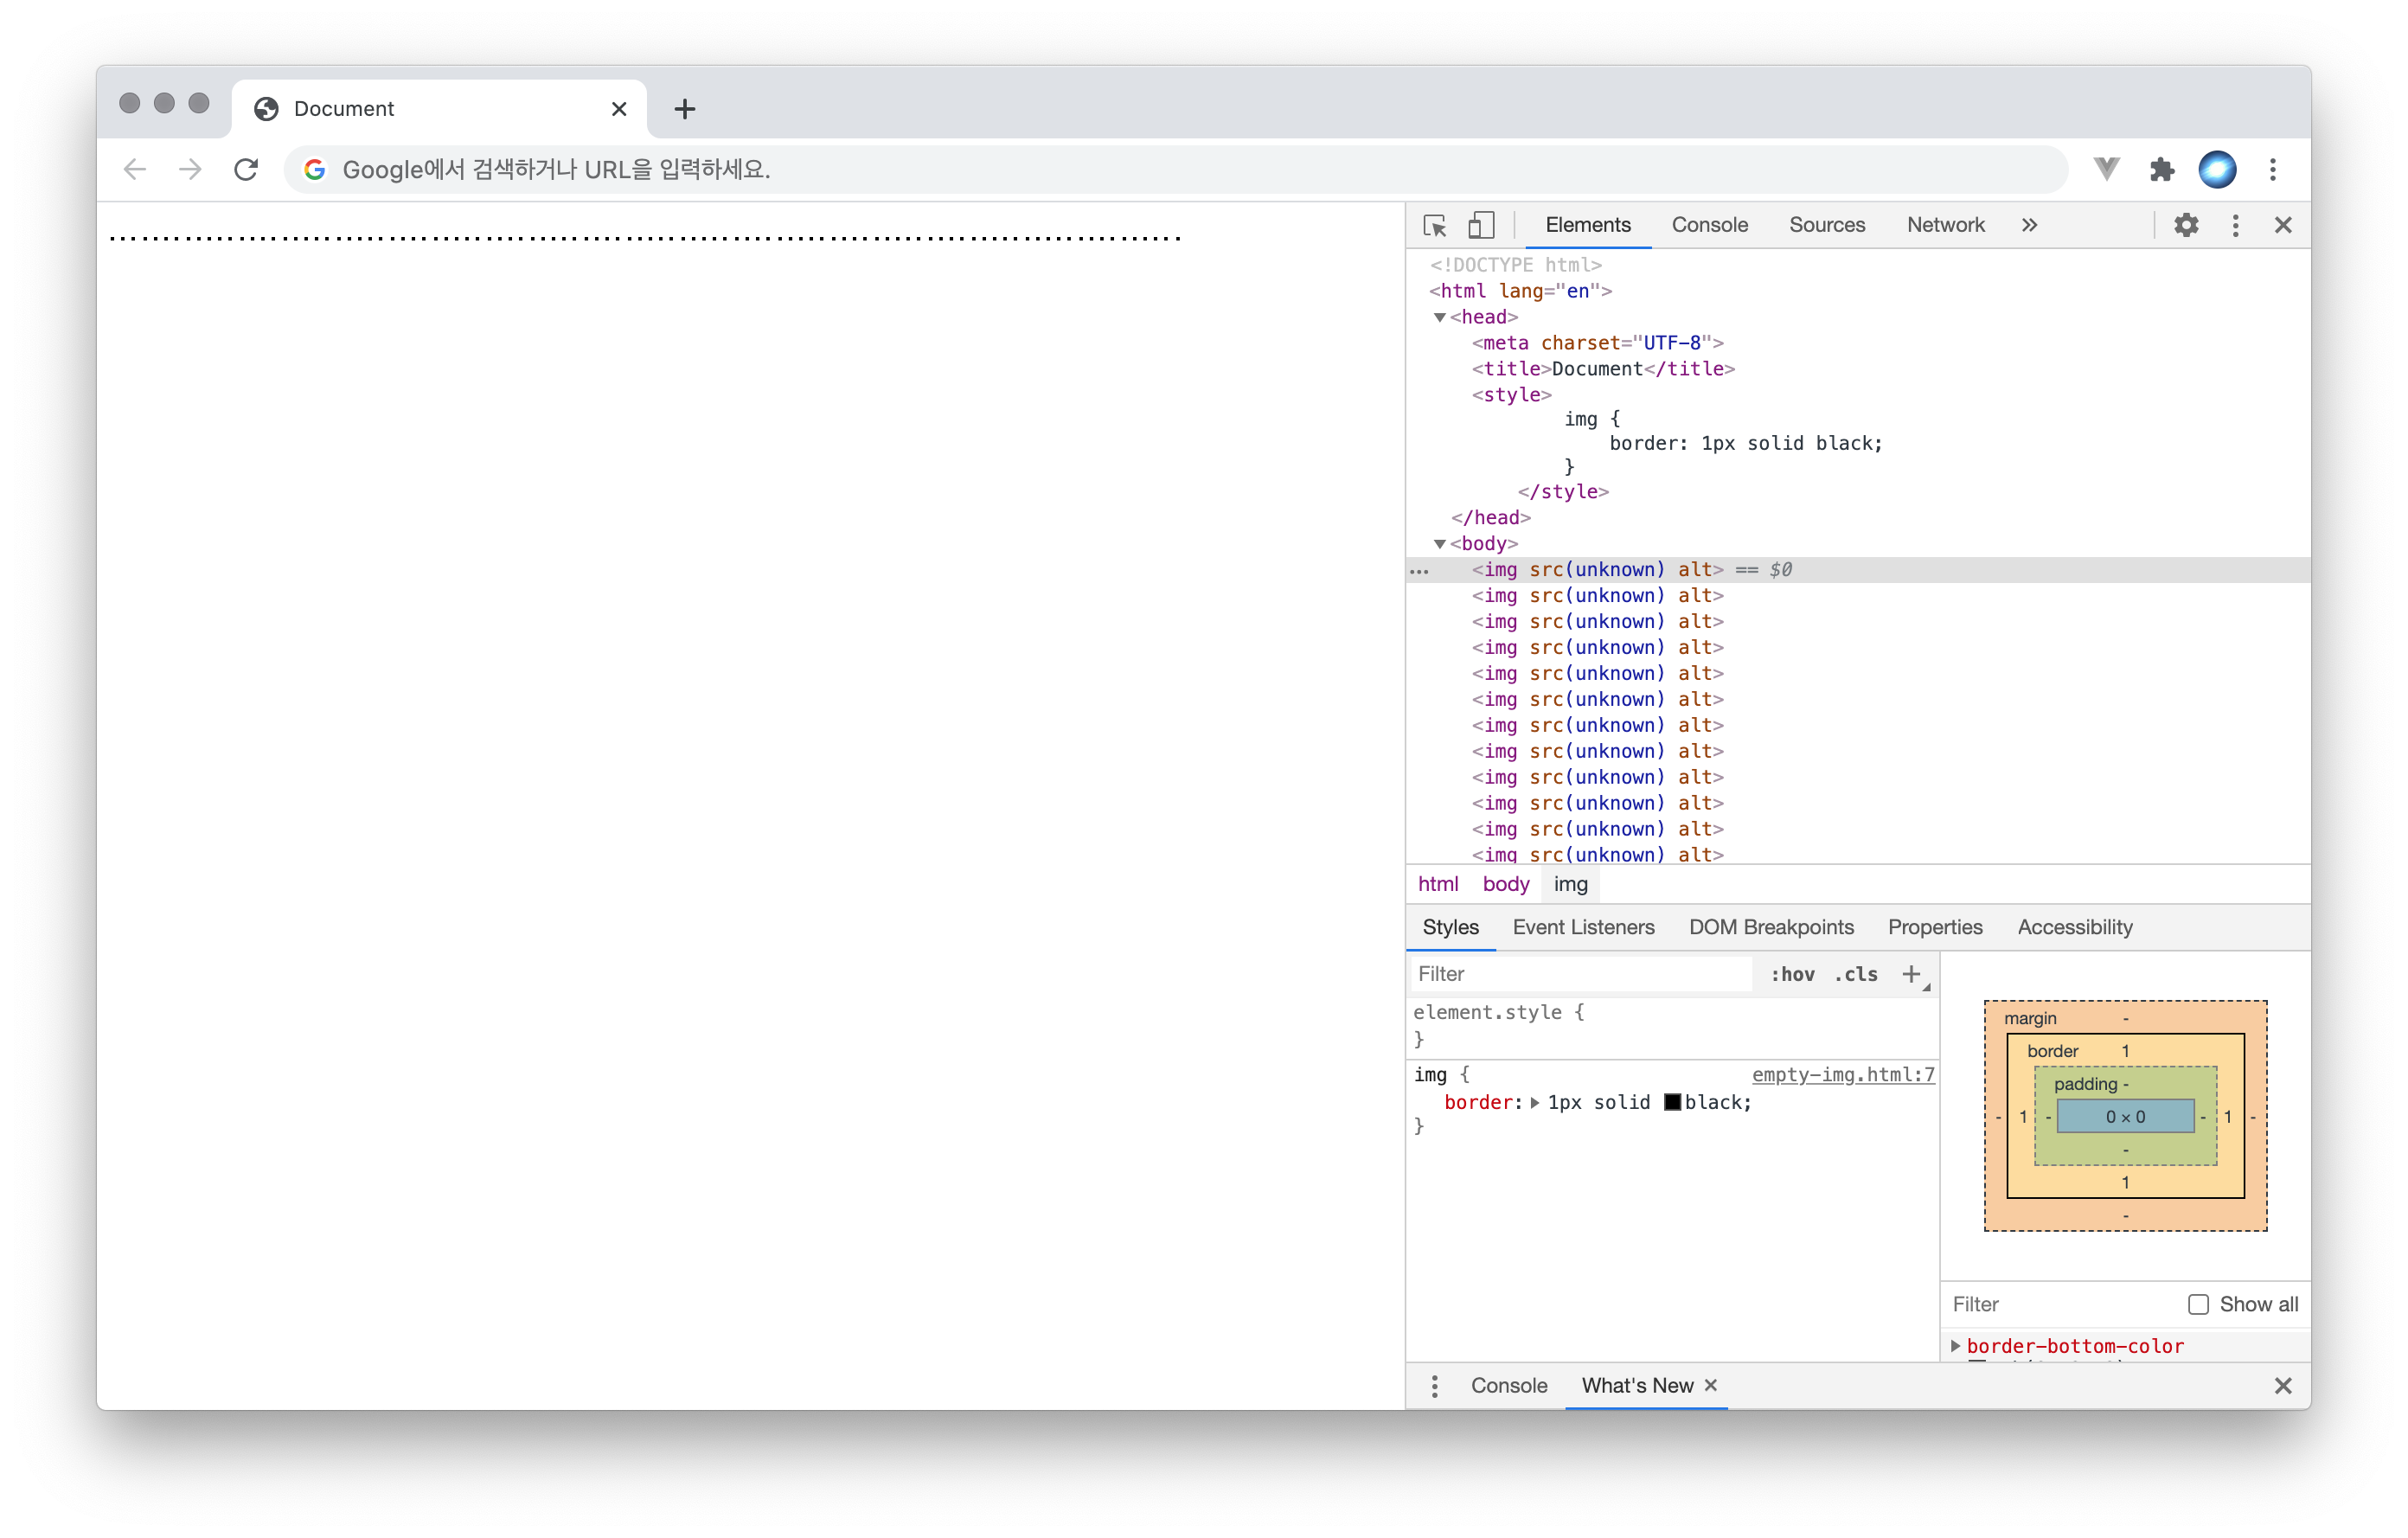 Document
Google에서 검색하거나 URL을 입력하세요.
Elements Console Sources Network »
<!DOCTYPE html>
<html lang="en">
<head>
<meta charset="UTF-8">
<title>Document</title>
<style>
img {
border: 1px solid black;
}
</style>
</head>
<body>
<img src(unknown) alt> == $0
<img src(unknown) alt>
<img src(unknown) alt>
<img src(unknown) alt>
<img src(unknown) alt>
<img src(unknown) alt>
<img src(unknown) alt>
<img src(unknown) alt>
<img src(unknown) alt>
<img src(unknown) alt>
<img src(unknown) alt>
<img src(unknown) alt>
html body img
Styles Event Listeners DOM Breakpoints Properties Accessibility
Filter :hov .cls +
element.style {
}
img { empty-img.html:7
border: 1px solid black;
}
margin -
border 1
padding -
- 1 - 0 × 0 - 1 -
-
1
-
Filter Show all
border-bottom-color
Console What's New